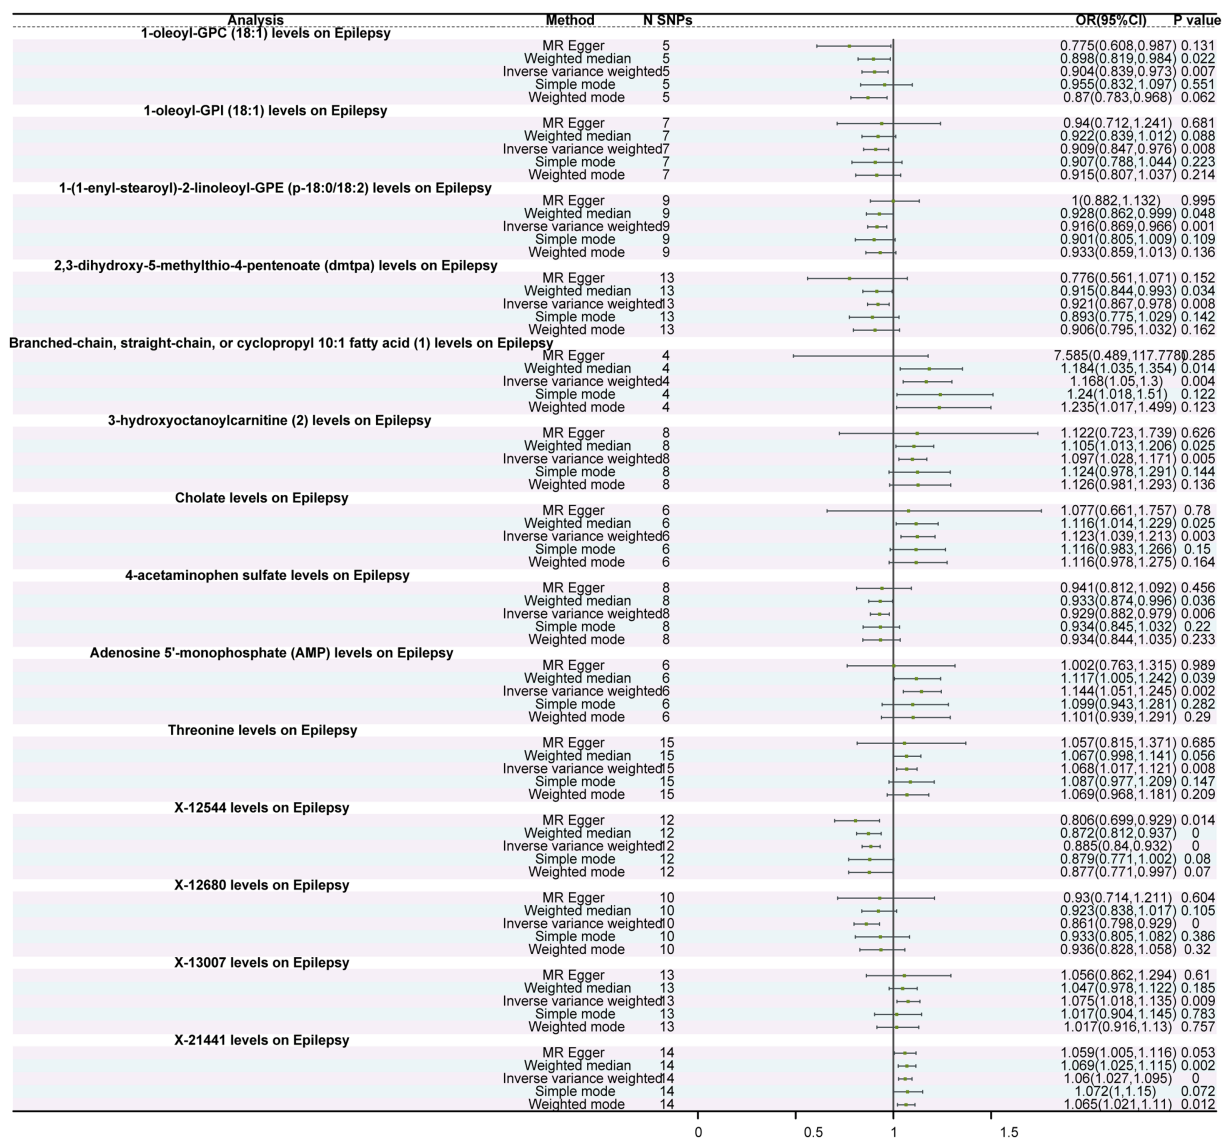 Analysis Method N SNPs OR(95%CI) P value
1-oleoyl-GPC (18:1) levels on Epilepsy
MR Egger 5 0.775(0.608,0.987) 0.131
Weighted median 5 0.898(0.819,0.984) 0.022
Inverse variance weighted 5 0.904(0.839,0.973) 0.007
Simple mode 5 0.955(0.832,1.097) 0.551
Weighted mode 5 0.87(0.783,0.968) 0.062
1-oleoyl-GPI (18:1) levels on Epilepsy
MR Egger 7 0.94(0.712,1.241) 0.681
Weighted median 7 0.922(0.839,1.012) 0.088
Inverse variance weighted 7 0.909(0.847,0.976) 0.008
Simple mode 7 0.907(0.788,1.044) 0.223
Weighted mode 7 0.915(0.807,1.037) 0.214
1-(1-enyl-stearoyl)-2-linoleoyl-GPE (p-18:0/18:2) levels on Epilepsy
MR Egger 9 1(0.882,1.132) 0.995
Weighted median 9 0.928(0.862,0.999) 0.048
Inverse variance weighted 9 0.916(0.869,0.966) 0.001
Simple mode 9 0.901(0.805,1.009) 0.109
Weighted mode 9 0.933(0.859,1.013) 0.136
2,3-dihydroxy-5-methylthio-4-pentenoate (dmtpa) levels on Epilepsy
MR Egger 13 0.776(0.561,1.071) 0.152
Weighted median 13 0.915(0.844,0.993) 0.034
Inverse variance weighted 13 0.921(0.867,0.978) 0.008
Simple mode 13 0.893(0.775,1.029) 0.142
Weighted mode 13 0.906(0.795,1.032) 0.162
Branched-chain, straight-chain, or cyclopropyl 10:1 fatty acid (1) levels on Epilepsy
MR Egger 4 7.585(0.489,117.778) 0.285
Weighted median 4 1.184(1.035,1.354) 0.014
Inverse variance weighted 4 1.168(1.05,1.3) 0.004
Simple mode 4 1.24(1.018,1.51) 0.122
Weighted mode 4 1.235(1.017,1.499) 0.123
3-hydroxyoctanoylcarnitine (2) levels on Epilepsy
MR Egger 8 1.122(0.723,1.739) 0.626
Weighted median 8 1.105(1.013,1.206) 0.025
Inverse variance weighted 8 1.097(1.028,1.171) 0.005
Simple mode 8 1.124(0.978,1.291) 0.144
Weighted mode 8 1.126(0.981,1.293) 0.136
Cholate levels on Epilepsy
MR Egger 6 1.077(0.661,1.757) 0.78
Weighted median 6 1.116(1.014,1.229) 0.025
Inverse variance weighted 6 1.123(1.039,1.213) 0.003
Simple mode 6 1.116(0.983,1.266) 0.15
Weighted mode 6 1.116(0.978,1.275) 0.164
4-acetaminophen sulfate levels on Epilepsy
MR Egger 8 0.941(0.812,1.092) 0.456
Weighted median 8 0.933(0.874,0.996) 0.036
Inverse variance weighted 8 0.929(0.882,0.979) 0.006
Simple mode 8 0.934(0.845,1.032) 0.22
Weighted mode 8 0.934(0.844,1.035) 0.233
Adenosine 5'-monophosphate (AMP) levels on Epilepsy
MR Egger 6 1.002(0.763,1.315) 0.989
Weighted median 6 1.117(1.005,1.242) 0.039
Inverse variance weighted 6 1.144(1.051,1.245) 0.002
Simple mode 6 1.099(0.943,1.281) 0.282
Weighted mode 6 1.101(0.939,1.291) 0.29
Threonine levels on Epilepsy
MR Egger 15 1.057(0.815,1.371) 0.685
Weighted median 15 1.067(0.998,1.141) 0.056
Inverse variance weighted 15 1.068(1.017,1.121) 0.008
Simple mode 15 1.087(0.977,1.209) 0.147
Weighted mode 15 1.069(0.968,1.181) 0.209
X-12544 levels on Epilepsy
MR Egger 12 0.806(0.699,0.929) 0.014
Weighted median 12 0.872(0.812,0.937) 0
Inverse variance weighted 12 0.885(0.84,0.932) 0
Simple mode 12 0.879(0.771,1.002) 0.08
Weighted mode 12 0.877(0.771,0.997) 0.07
X-12680 levels on Epilepsy
MR Egger 10 0.93(0.714,1.211) 0.604
Weighted median 10 0.923(0.838,1.017) 0.105
Inverse variance weighted 10 0.861(0.798,0.929) 0
Simple mode 10 0.933(0.805,1.082) 0.386
Weighted mode 10 0.936(0.828,1.058) 0.32
X-13007 levels on Epilepsy
MR Egger 13 1.056(0.862,1.294) 0.61
Weighted median 13 1.047(0.978,1.122) 0.185
Inverse variance weighted 13 1.075(1.018,1.135) 0.009
Simple mode 13 1.017(0.904,1.145) 0.783
Weighted mode 13 1.017(0.916,1.13) 0.757
X-21441 levels on Epilepsy
MR Egger 14 1.059(1.005,1.116) 0.053
Weighted median 14 1.069(1.025,1.115) 0.002
Inverse variance weighted 14 1.06(1.027,1.095) 0
Simple mode 14 1.072(1,1.15) 0.072
Weighted mode 14 1.065(1.021,1.11) 0.012
0 0.5 1 1.5